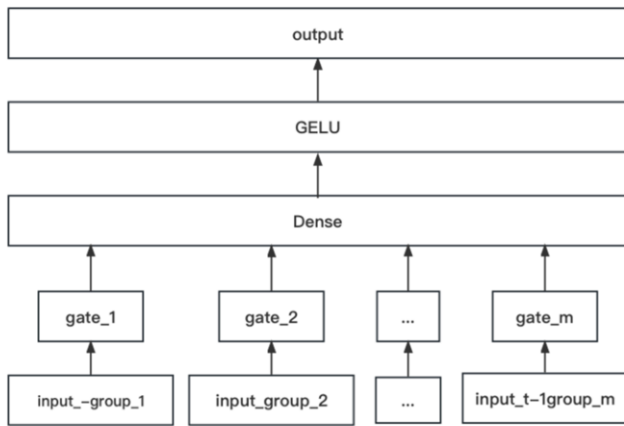 output
GELU
Dense
gate_1 gate_2 ... gate_m
input_-group_1 input_group_2 ... input_t-1group_m